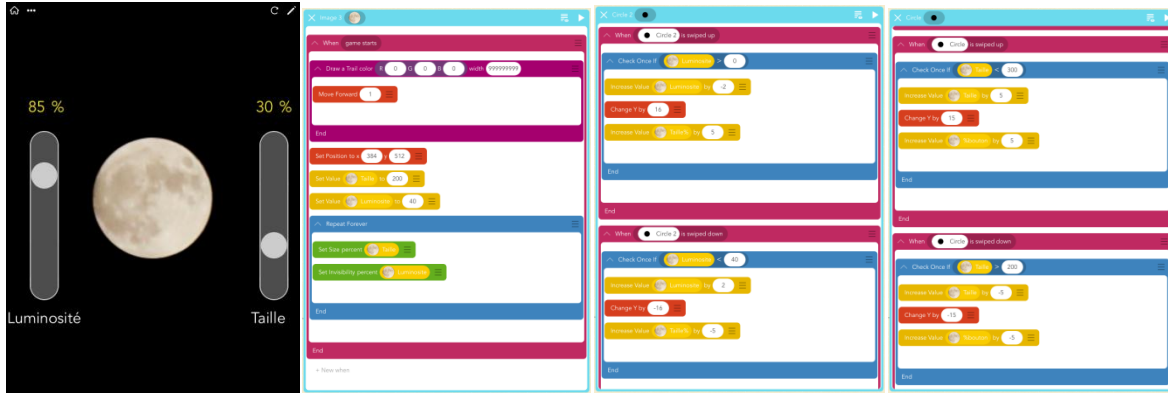 85 %
30 %
Luminosité
Taille
Image 3
When game starts
Draw a Trail color R 0 G 0 B 0 width 999999999
Move Forward 1
End
Set Position to x 384 y 512
Set Value Taille to 200
Set Value Luminosité to 40
Repeat Forever
Set Size percent Taille
Set Invisibility percent Luminosité
End
End
+ New when
Circle 2
When Circle 2 is swiped up
Check Once If Luminosité > 0
Increase Value Luminosité by -2
Change Y by 16
Increase Value Taille% by 5
End
End
When Circle 2 is swiped down
Check Once If Luminosité < 40
Increase Value Luminosité by 2
Change Y by -16
Increase Value Taille% by -5
End
Circle
When Circle is swiped up
Check Once If Taille < 300
Increase Value Taille by 5
Change Y by 15
Increase Value %bouton by 5
End
End
When Circle is swiped down
Check Once If Taille > 200
Increase Value Taille by -5
Change Y by -15
Increase Value %bouton by -5
End